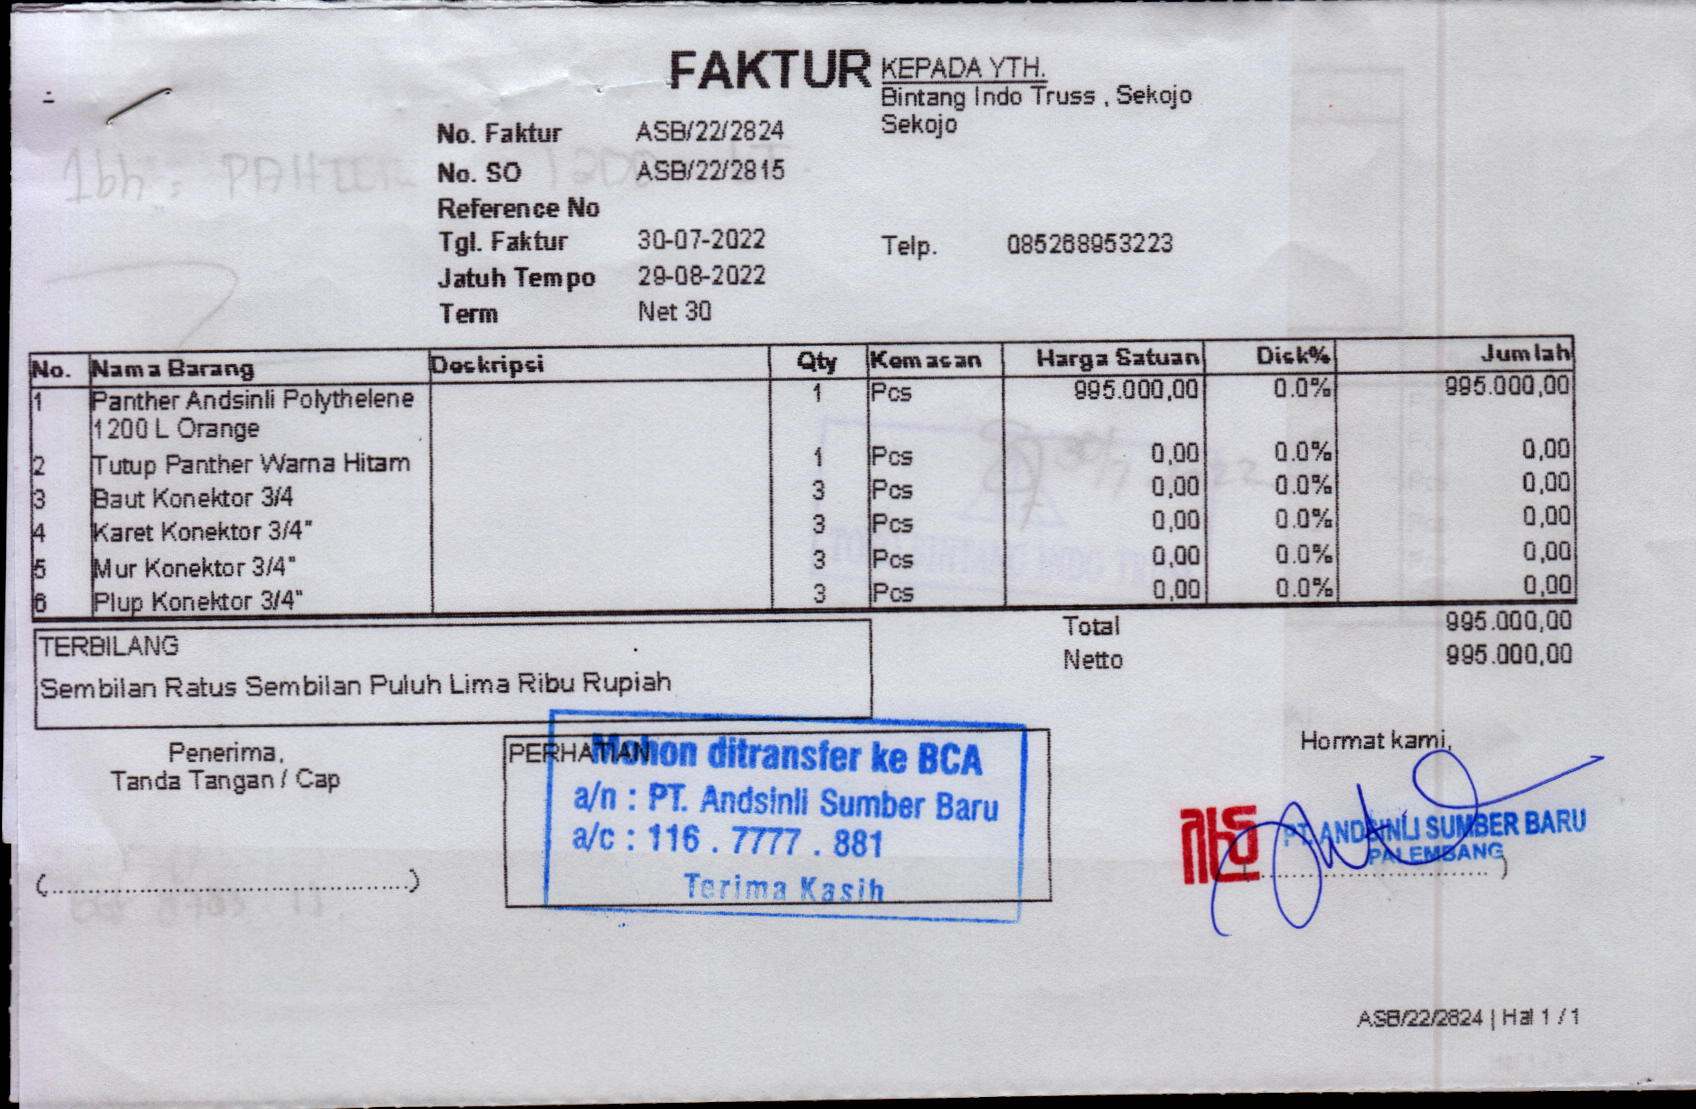 FAKTUR
KEPADA YTH.
Bintang Indo Truss , Sekojo
Sekojo
No. Faktur ASB/22/2824
No. SO ASB/22/2815
Reference No
Tgl. Faktur 30-07-2022
Telp. 085268953223
Jatuh Tempo 29-08-2022
Term Net 30
No. Nama Barang Deskripsi Qty Kemasan Harga Satuan Disk% Jumlah
1 Panther Andsinli Polythelene 1 Pcs 995.000,00 0.0% 995.000,00
1200 L Orange
2 Tutup Panther Warna Hitam 1 Pcs 0,00 0.0% 0,00
3 Baut Konektor 3/4 3 Pcs 0,00 0.0% 0,00
4 Karet Konektor 3/4" 3 Pcs 0,00 0.0% 0,00
5 Mur Konektor 3/4" 3 Pcs 0,00 0.0% 0,00
6 Plup Konektor 3/4" 3 Pcs 0,00 0.0% 0,00
Total 995.000,00
Netto 995.000,00
TERBILANG
Sembilan Ratus Sembilan Puluh Lima Ribu Rupiah
Penerima,
Tanda Tangan / Cap
(........................................)
PERHATIAN
Mohon ditransfer ke BCA
a/n : PT. Andsinli Sumber Baru
a/c : 116 . 7777 . 881
Terima Kasih
Hormat kami,
PT. ANDSINLI SUMBER BARU
PALEMBANG
ASB/22/2824 | Hal 1 / 1